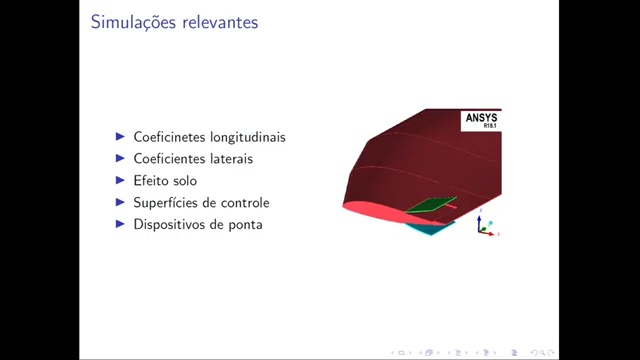 Simulações relevantes
Coeficinetes longitudinais
Coeficientes laterais
Efeito solo
Superfícies de controle
Dispositivos de ponta
ANSYS
R18.1